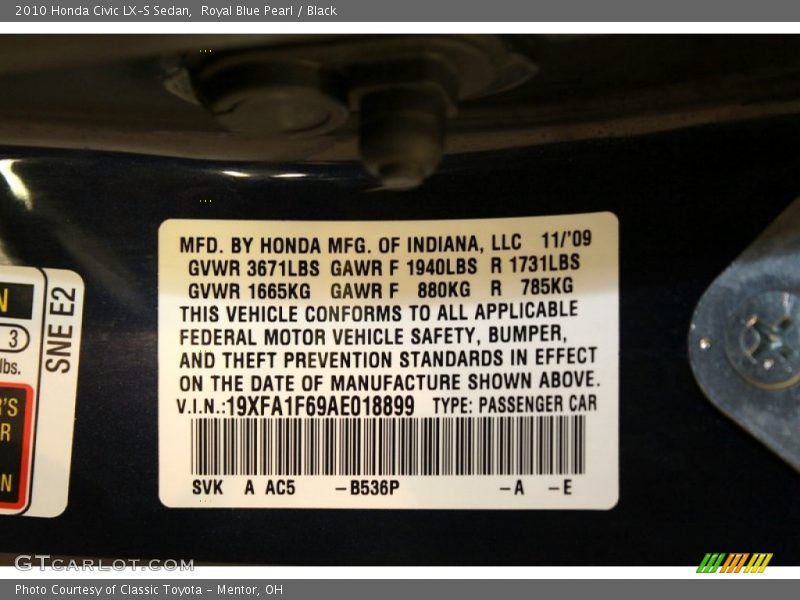 2010 Honda Civic LX-S Sedan,  Royal Blue Pearl / Black
MFD. BY HONDA MFG. OF INDIANA, LLC 11/'09
GVWR 3671LBS GAWR F 1940LBS R 1731LBS
GVWR 1665KG GAWR F 880KG R 785KG
THIS VEHICLE CONFORMS TO ALL APPLICABLE
FEDERAL MOTOR VEHICLE SAFETY, BUMPER,
AND THEFT PREVENTION STANDARDS IN EFFECT
ON THE DATE OF MANUFACTURE SHOWN ABOVE.
V.I.N.:19XFA1F69AE018899 TYPE: PASSENGER CAR
SVK A AC5 -B536P -A -E
N
3
lbs.
'S
R
N
SNE E2
GTCarLot.com
Photo Courtesy of Classic Toyota - Mentor, OH